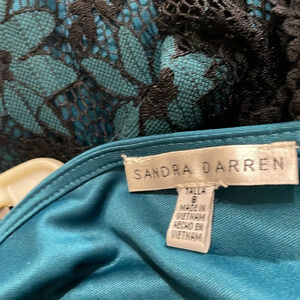 SANDRA DARREN
TALLA
8
MADE IN
VIETNAM
HECHO EN
VIETNAM